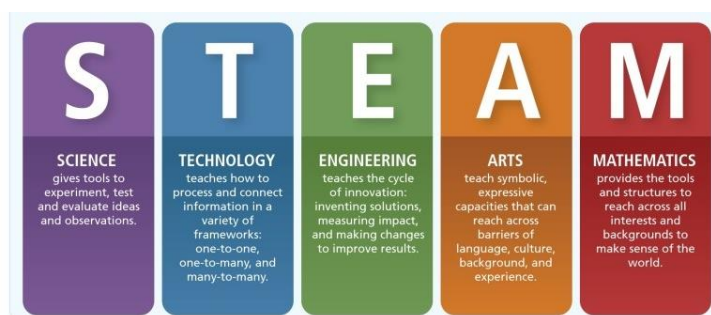 S
SCIENCE
gives tools to
experiment, test
and evaluate ideas
and observations.
T
TECHNOLOGY
teaches how to
process and connect
information in a
variety of
frameworks:
one-to-one,
one-to-many, and
many-to-many.
E
ENGINEERING
teaches the cycle
of innovation:
inventing solutions,
measuring impact,
and making changes
to improve results.
A
ARTS
teach symbolic,
expressive
capacities that can
reach across
barriers of
language, culture,
background, and
experience.
M
MATHEMATICS
provides the tools
and structures to
reach across all
interests and
backgrounds to
make sense of the
world.